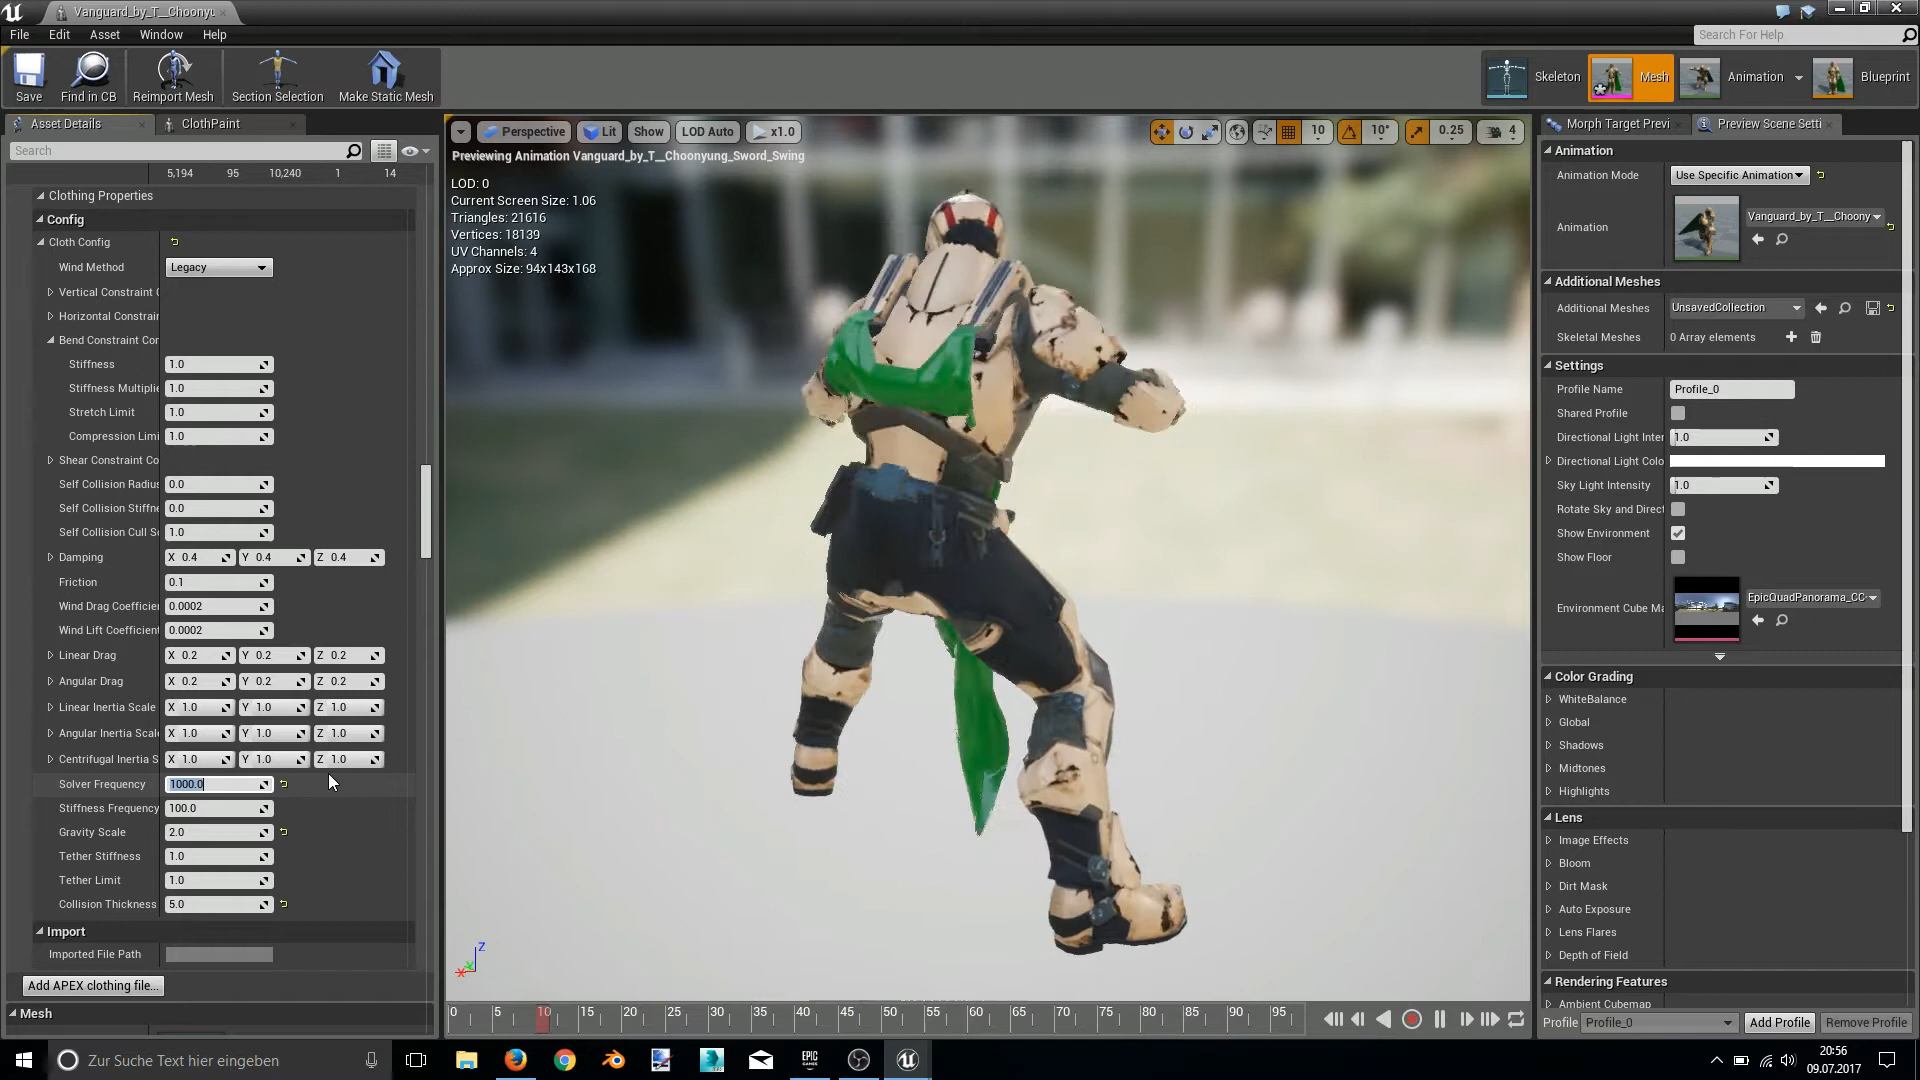 Vanguard_by_T__Choonyu
File Edit Asset Window Help
Search For Help
Save Find in CB Reimport Mesh Section Selection Make Static Mesh
Skeleton Mesh Animation Blueprint
Asset Details ClothPaint
Search
5,194 95 10,240 1 14
Clothing Properties
Config
Cloth Config
Wind Method Legacy
Vertical Constraint C
Horizontal Constrain
Bend Constraint Con
Stiffness 1.0
Stiffness Multiplie 1.0
Stretch Limit 1.0
Compression Limi 1.0
Shear Constraint Co
Self Collision Radius 0.0
Self Collision Stiffne 0.0
Self Collision Cull Sc 1.0
Damping X 0.4 Y 0.4 Z 0.4
Friction 0.1
Wind Drag Coefficien 0.0002
Wind Lift Coefficient 0.0002
Linear Drag X 0.2 Y 0.2 Z 0.2
Angular Drag X 0.2 Y 0.2 Z 0.2
Linear Inertia Scale X 1.0 Y 1.0 Z 1.0
Angular Inertia Scale X 1.0 Y 1.0 Z 1.0
Centrifugal Inertia S X 1.0 Y 1.0 Z 1.0
Solver Frequency 1000.0
Stiffness Frequency 100.0
Gravity Scale 2.0
Tether Stiffness 1.0
Tether Limit 1.0
Collision Thickness 5.0
Import
Imported File Path
Add APEX clothing file...
Mesh
Perspective Lit Show LOD Auto x1.0 10 10° 0.25 4
Previewing Animation Vanguard_by_T__Choonyung_Sword_Swing
LOD: 0
Current Screen Size: 1.06
Triangles: 21616
Vertices: 18139
UV Channels: 4
Approx Size: 94x143x168
Z
X
0 5 10 15 20 25 30 35 40 45 50 55 60 65 70 75 80 85 90 95
Morph Target Previ Preview Scene Setti
Animation
Animation Mode Use Specific Animation
Animation Vanguard_by_T__Choony
Additional Meshes
Additional Meshes UnsavedCollection
Skeletal Meshes 0 Array elements
Settings
Profile Name Profile_0
Shared Profile
Directional Light Inter 1.0
Directional Light Colo
Sky Light Intensity 1.0
Rotate Sky and Direct
Show Environment
Show Floor
Environment Cube Ma EpicQuadPanorama_CC
Color Grading
WhiteBalance
Global
Shadows
Midtones
Highlights
Lens
Image Effects
Bloom
Dirt Mask
Auto Exposure
Lens Flares
Depth of Field
Rendering Features
Ambient Cubemap
Profile Profile_0 Add Profile Remove Profile
Zur Suche Text hier eingeben
EPIC GAMES
20:56
09.07.2017